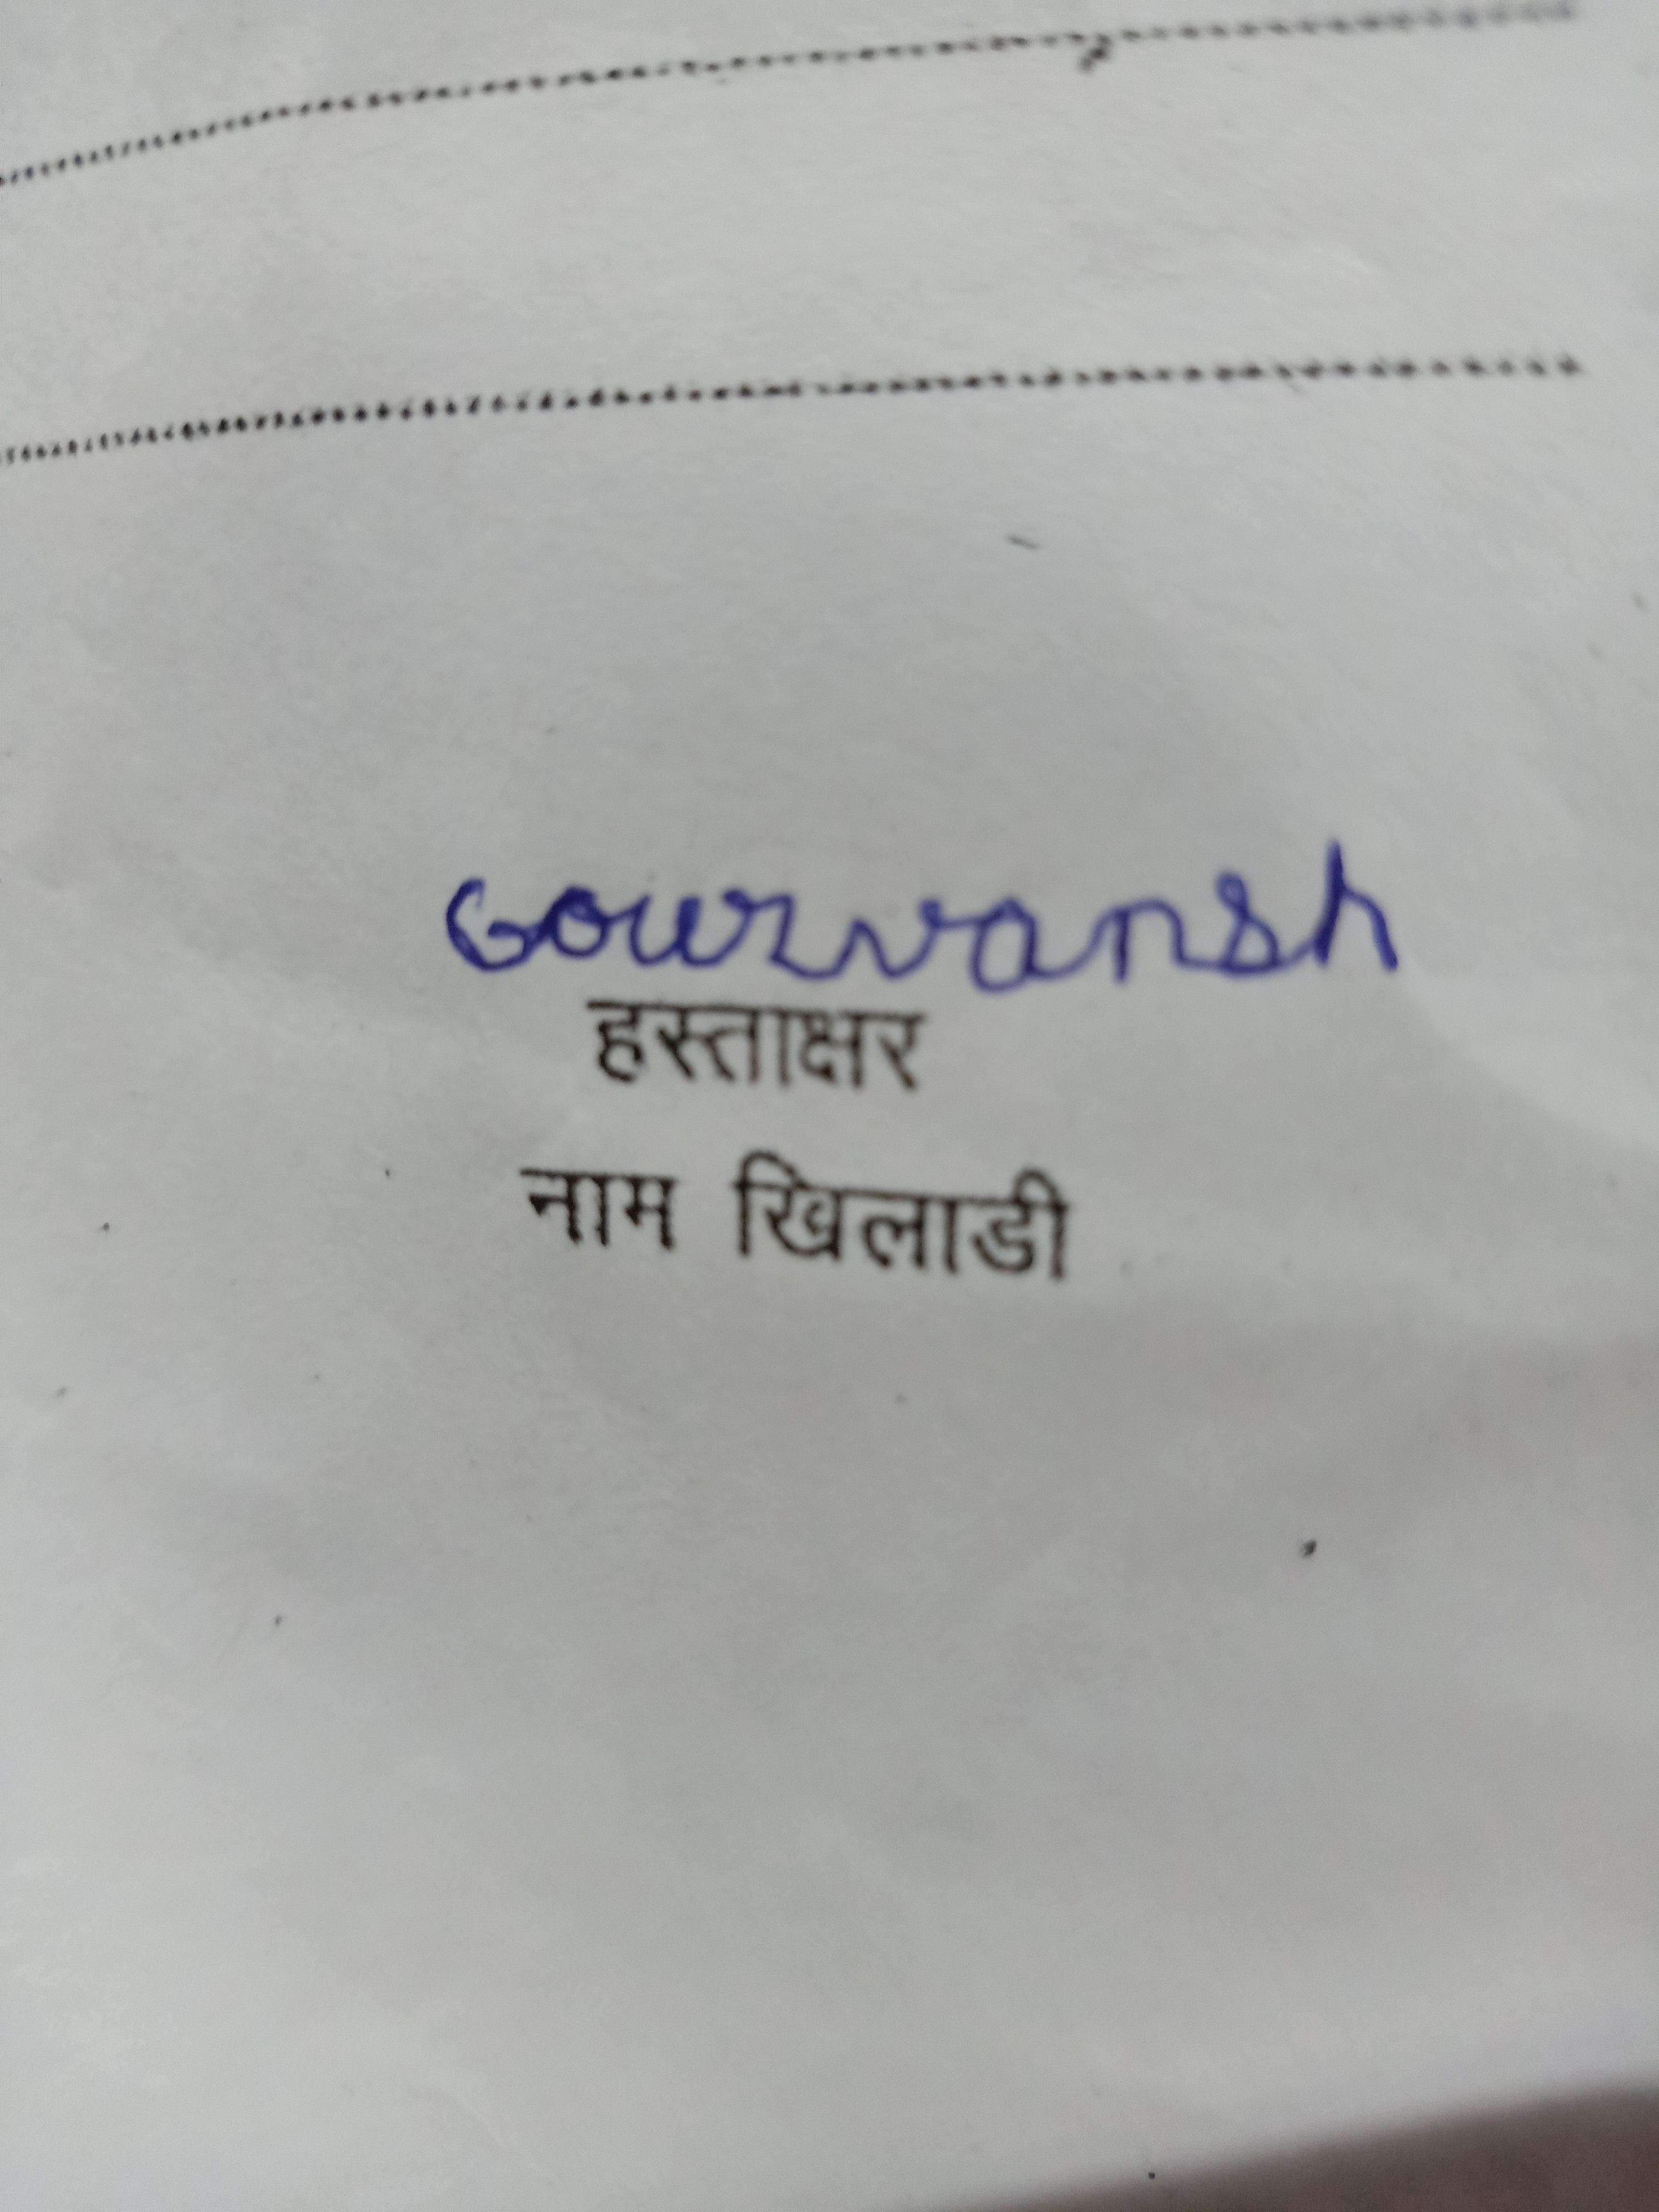 Gourvansh
हस्ताक्षर
नाम खिलाडी